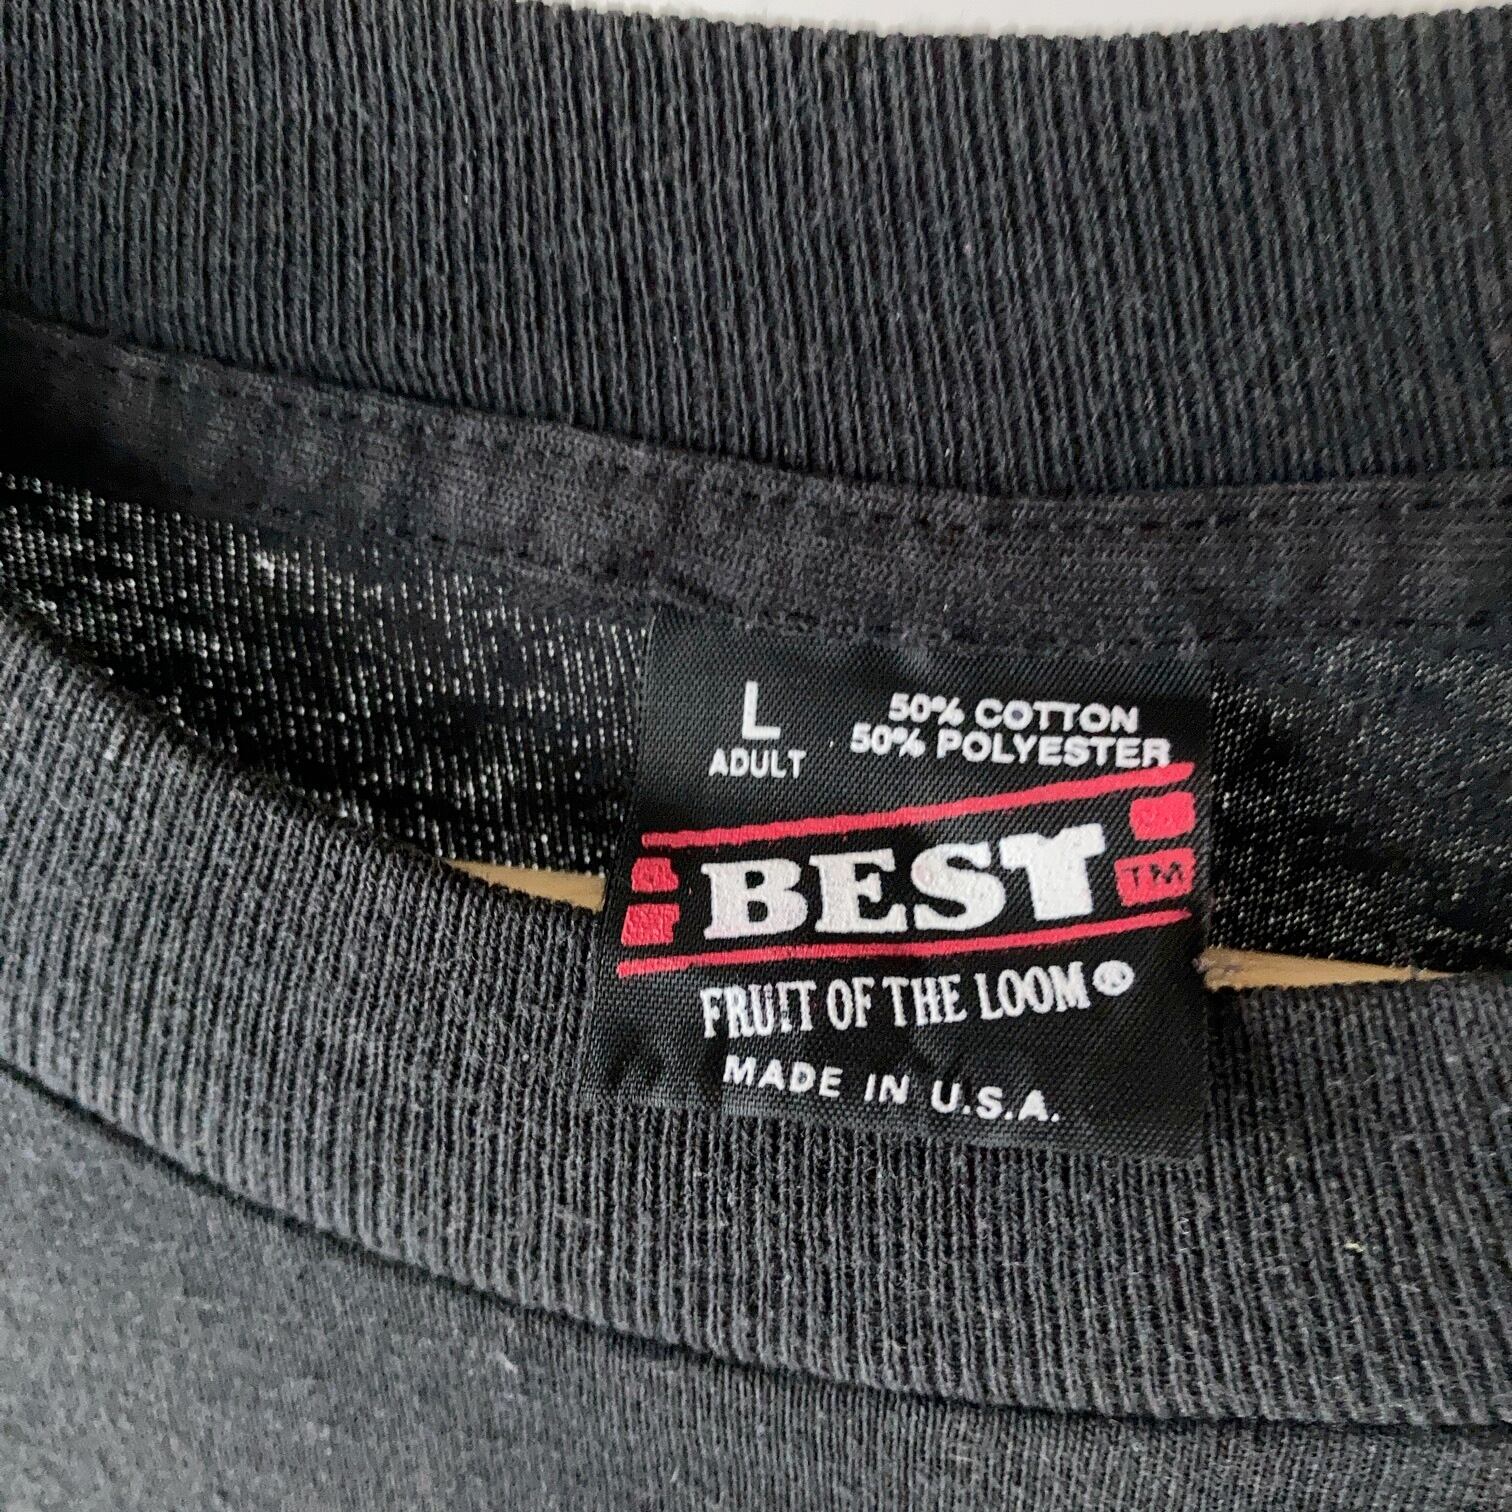 L
ADULT
50% COTTON
50% POLYESTER
BEST
TM
FRUIT OF THE LOOM®
MADE IN U.S.A.